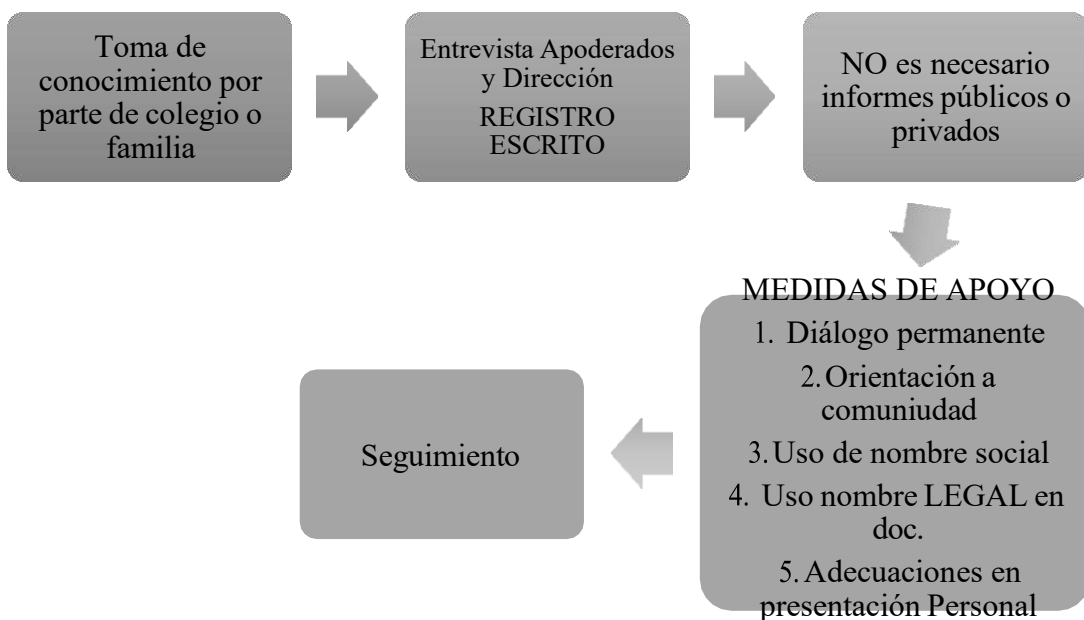 Toma de
conocimiento por
parte de colegio o
familia
Entrevista Apoderados
y Dirección
REGISTRO
ESCRITO
NO es necesario
informes públicos o
privados
MEDIDAS DE APOYO
1. Diálogo permanente
2. Orientación a
comuniudad
3. Uso de nombre social
4. Uso nombre LEGAL en
doc.
5. Adecuaciones en
presentación Personal
Seguimiento